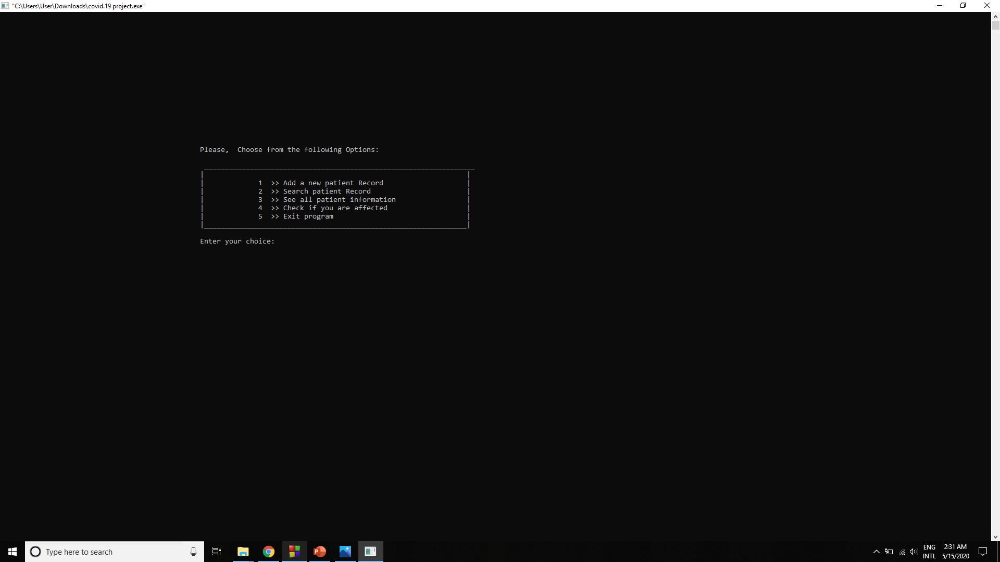 "C:\Users\User\Downloads\covid.19 project.exe"
Please,  Choose from the following Options:
1  >> Add a new patient Record
2  >> Search patient Record
3  >> See all patient information
4  >> Check if you are affected
5  >> Exit program
Enter your choice:
Type here to search
ENG
INTL
2:31 AM
5/15/2020